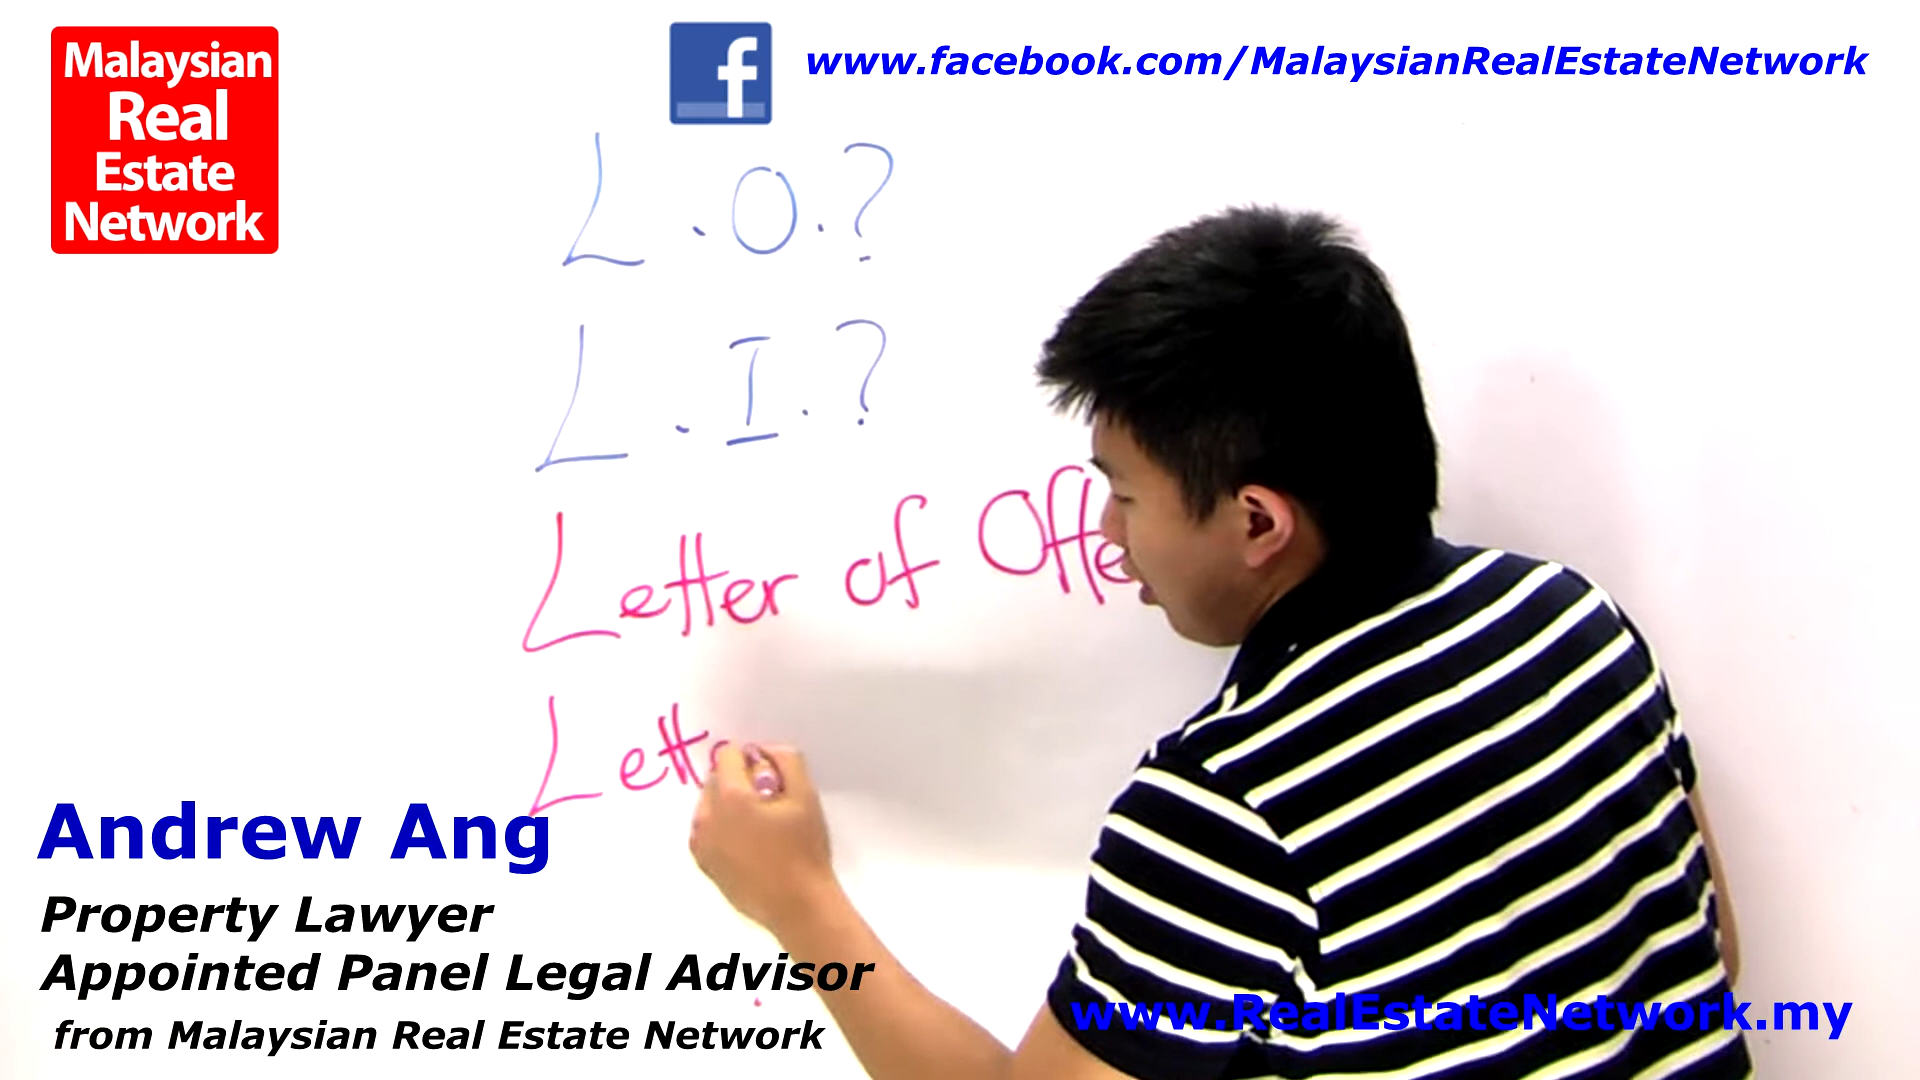 Malaysian
Real
Estate
Network
f
www.facebook.com/MalaysianRealEstateNetwork
L.O.?
L.I.?
Letter of Offe
Lette
Andrew Ang
Property Lawyer
Appointed Panel Legal Advisor
from Malaysian Real Estate Network
www.RealEstateNetwork.my